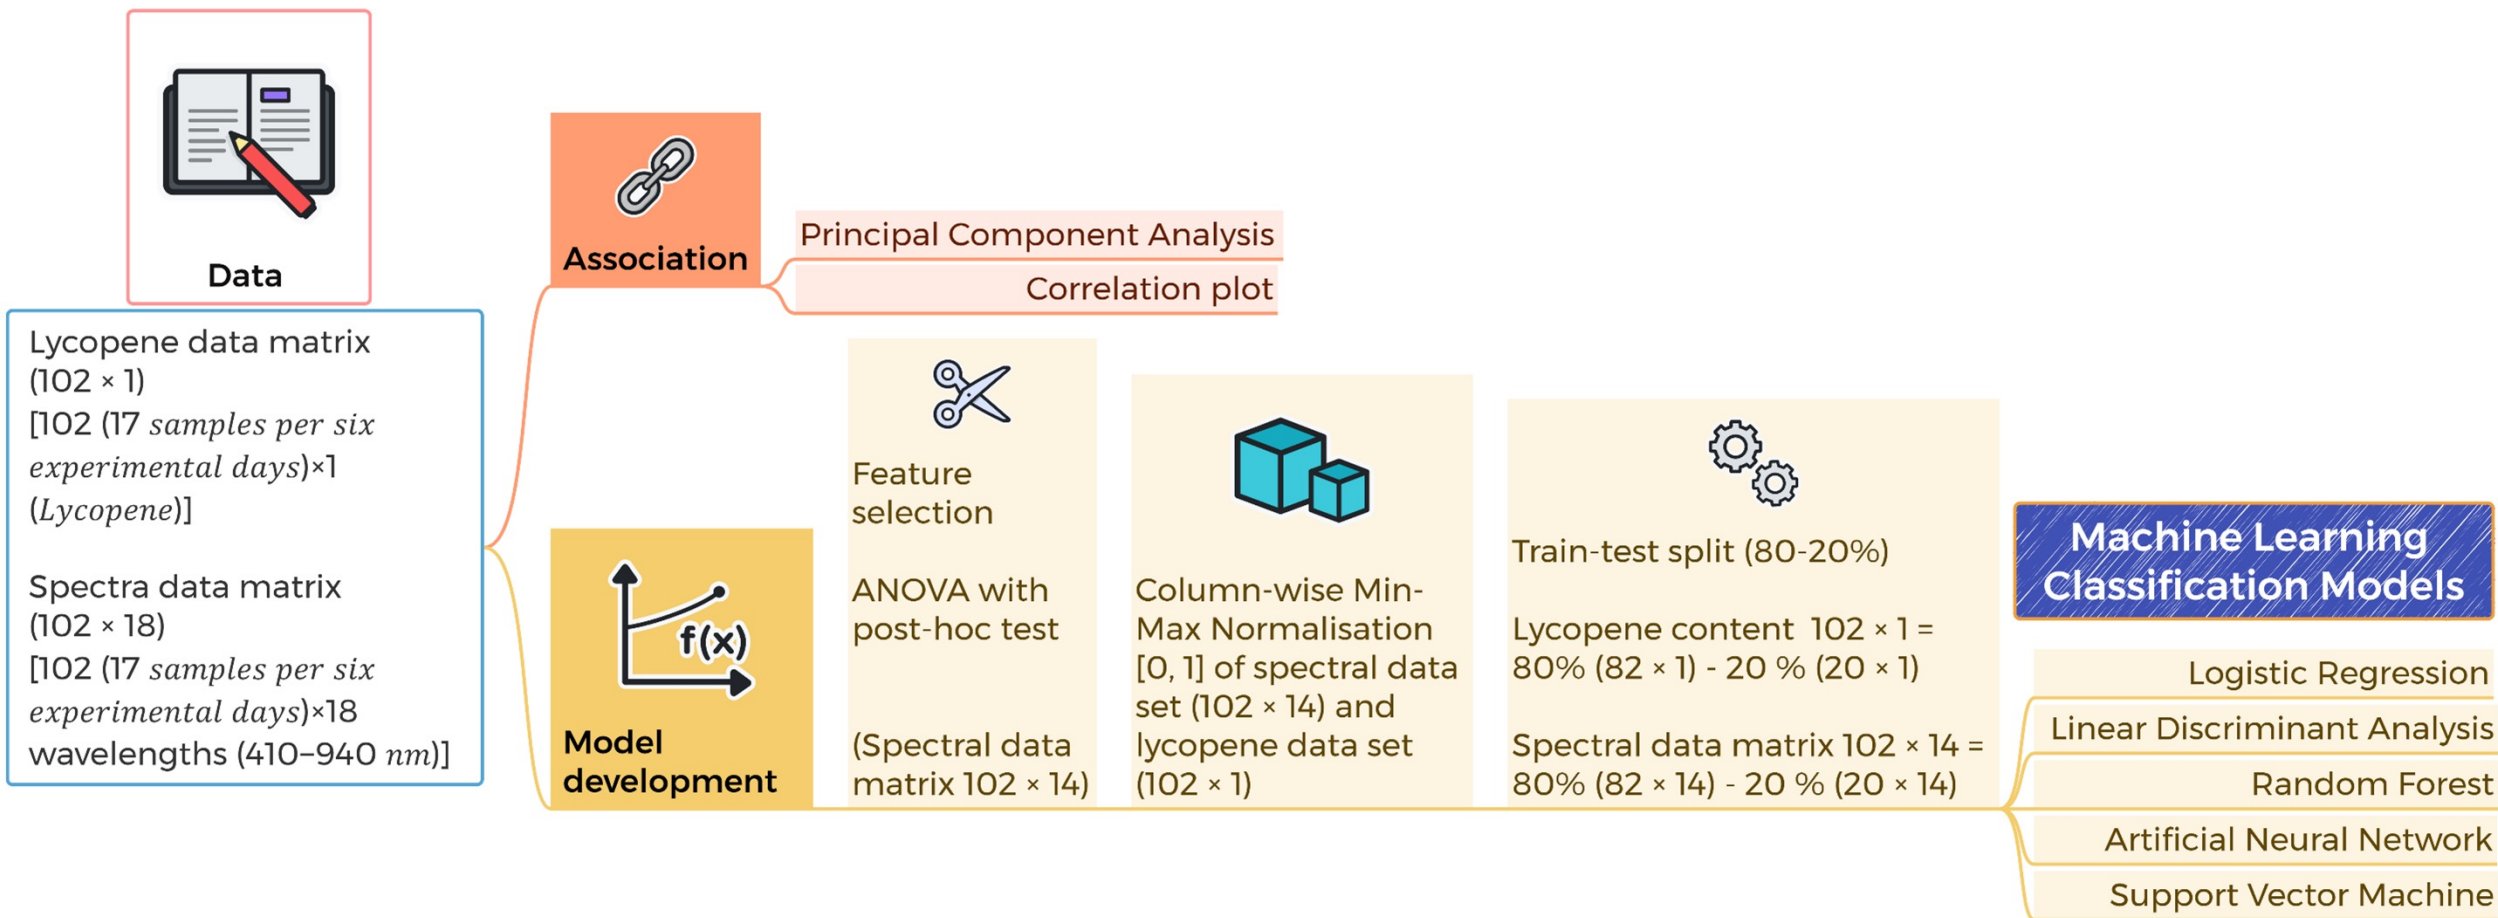 Data
Lycopene data matrix
(102 × 1)
[102 (17 samples per six
experimental days)×1
(Lycopene)]
Spectra data matrix
(102 × 18)
[102 (17 samples per six
experimental days)×18
wavelengths (410–940 nm)]
Association
Principal Component Analysis
Correlation plot
Model
development
f(x)
Feature
selection
ANOVA with
post-hoc test
(Spectral data
matrix 102 × 14)
Column-wise Min-
Max Normalisation
[0, 1] of spectral data
set (102 × 14) and
lycopene data set
(102 × 1)
Train-test split (80-20%)
Lycopene content 102 × 1 =
80% (82 × 1) - 20 % (20 × 1)
Spectral data matrix 102 × 14 =
80% (82 × 14) - 20 % (20 × 14)
Machine Learning
Classification Models
Logistic Regression
Linear Discriminant Analysis
Random Forest
Artificial Neural Network
Support Vector Machine